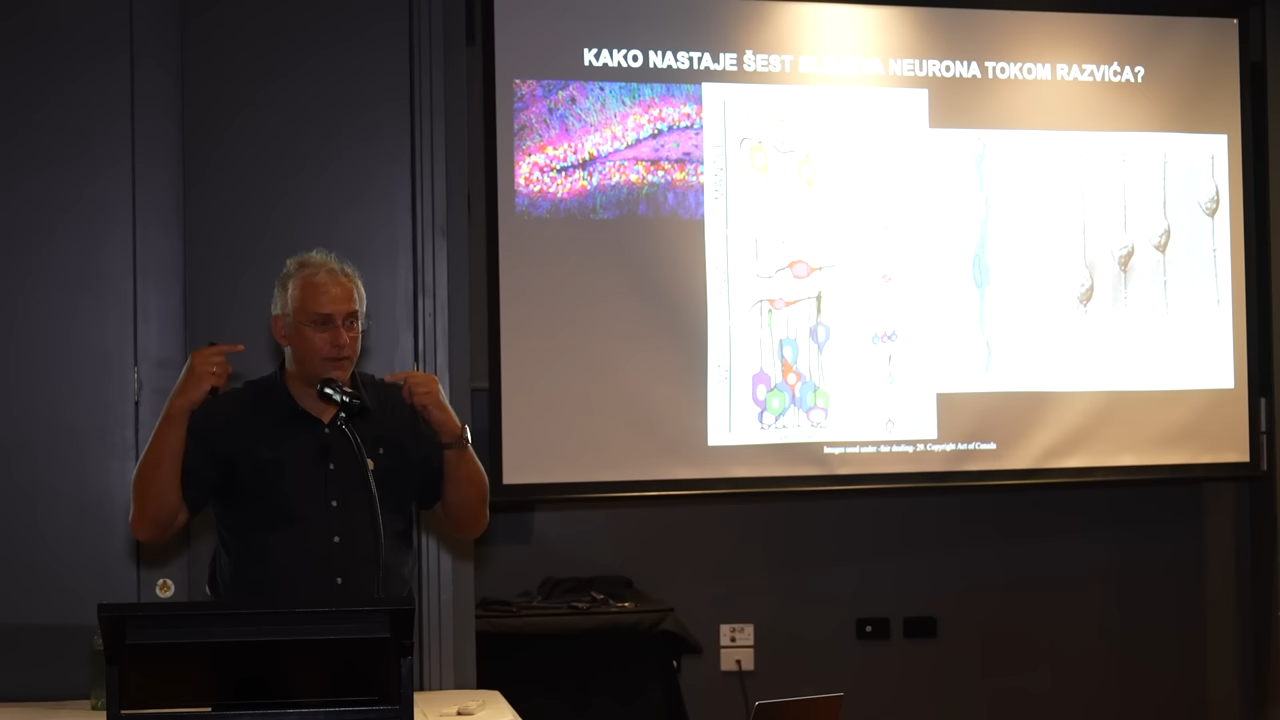 KAKO NASTAJE ŠEST NEURONA TOKOM RAZVIĆA?
Images used under -fair dealing- 29. Copyright Act of Canada